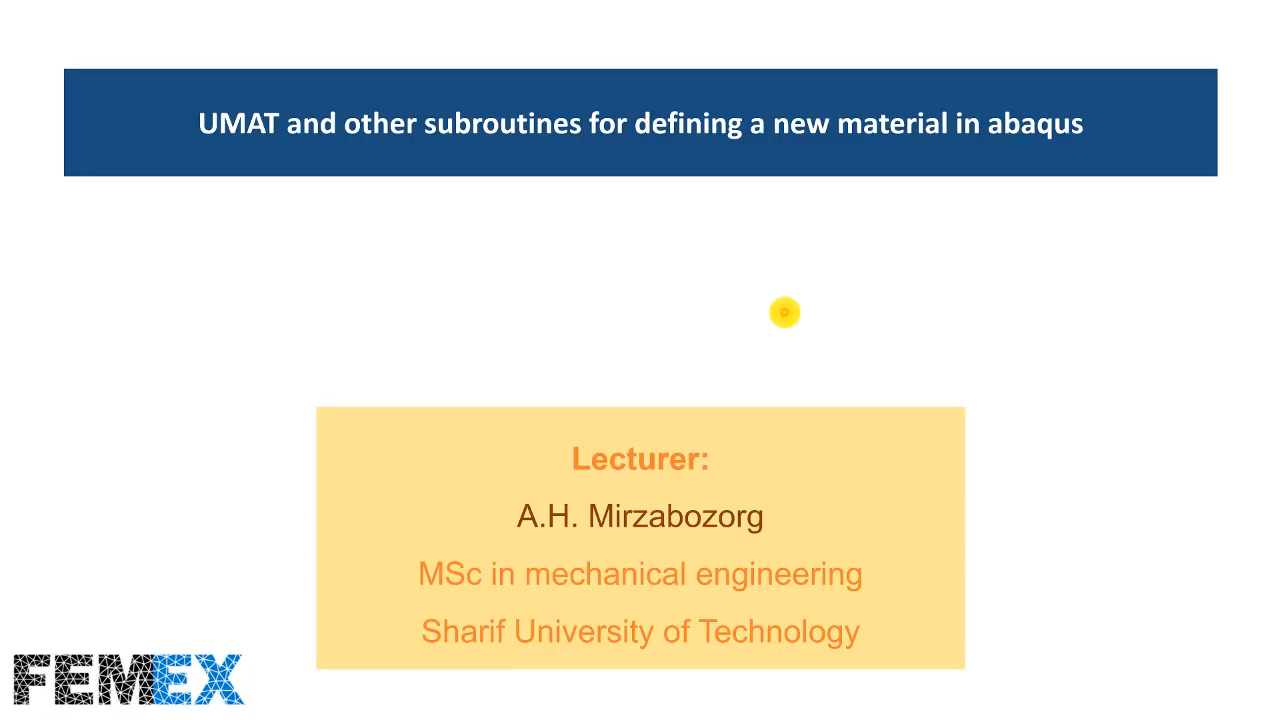 UMAT and other subroutines for defining a new material in abaqus
Lecturer:
A.H. Mirzabozorg
MSc in mechanical engineering
Sharif University of Technology
FEMEX